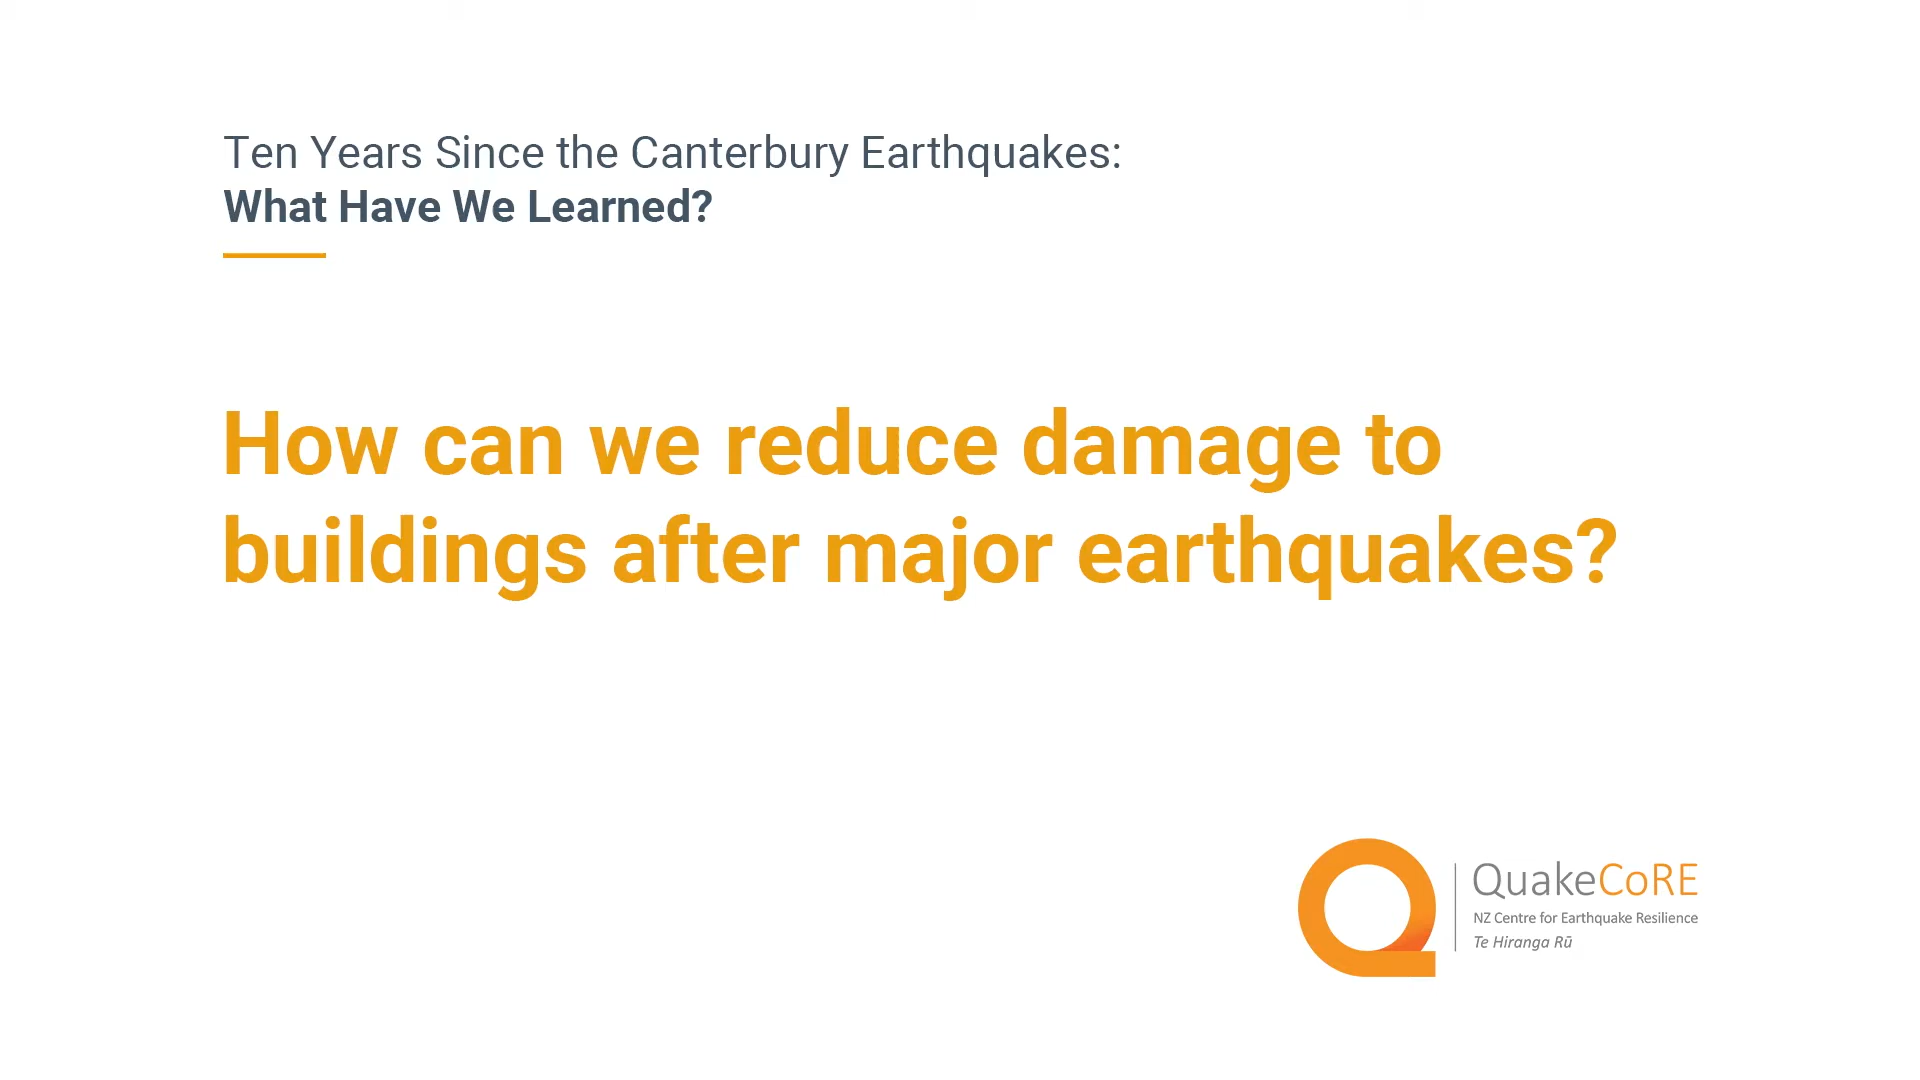 Ten Years Since the Canterbury Earthquakes:
What Have We Learned?
How can we reduce damage to
buildings after major earthquakes?
QuakeCoRE
NZ Centre for Earthquake Resilience
Te Hiranga Rū